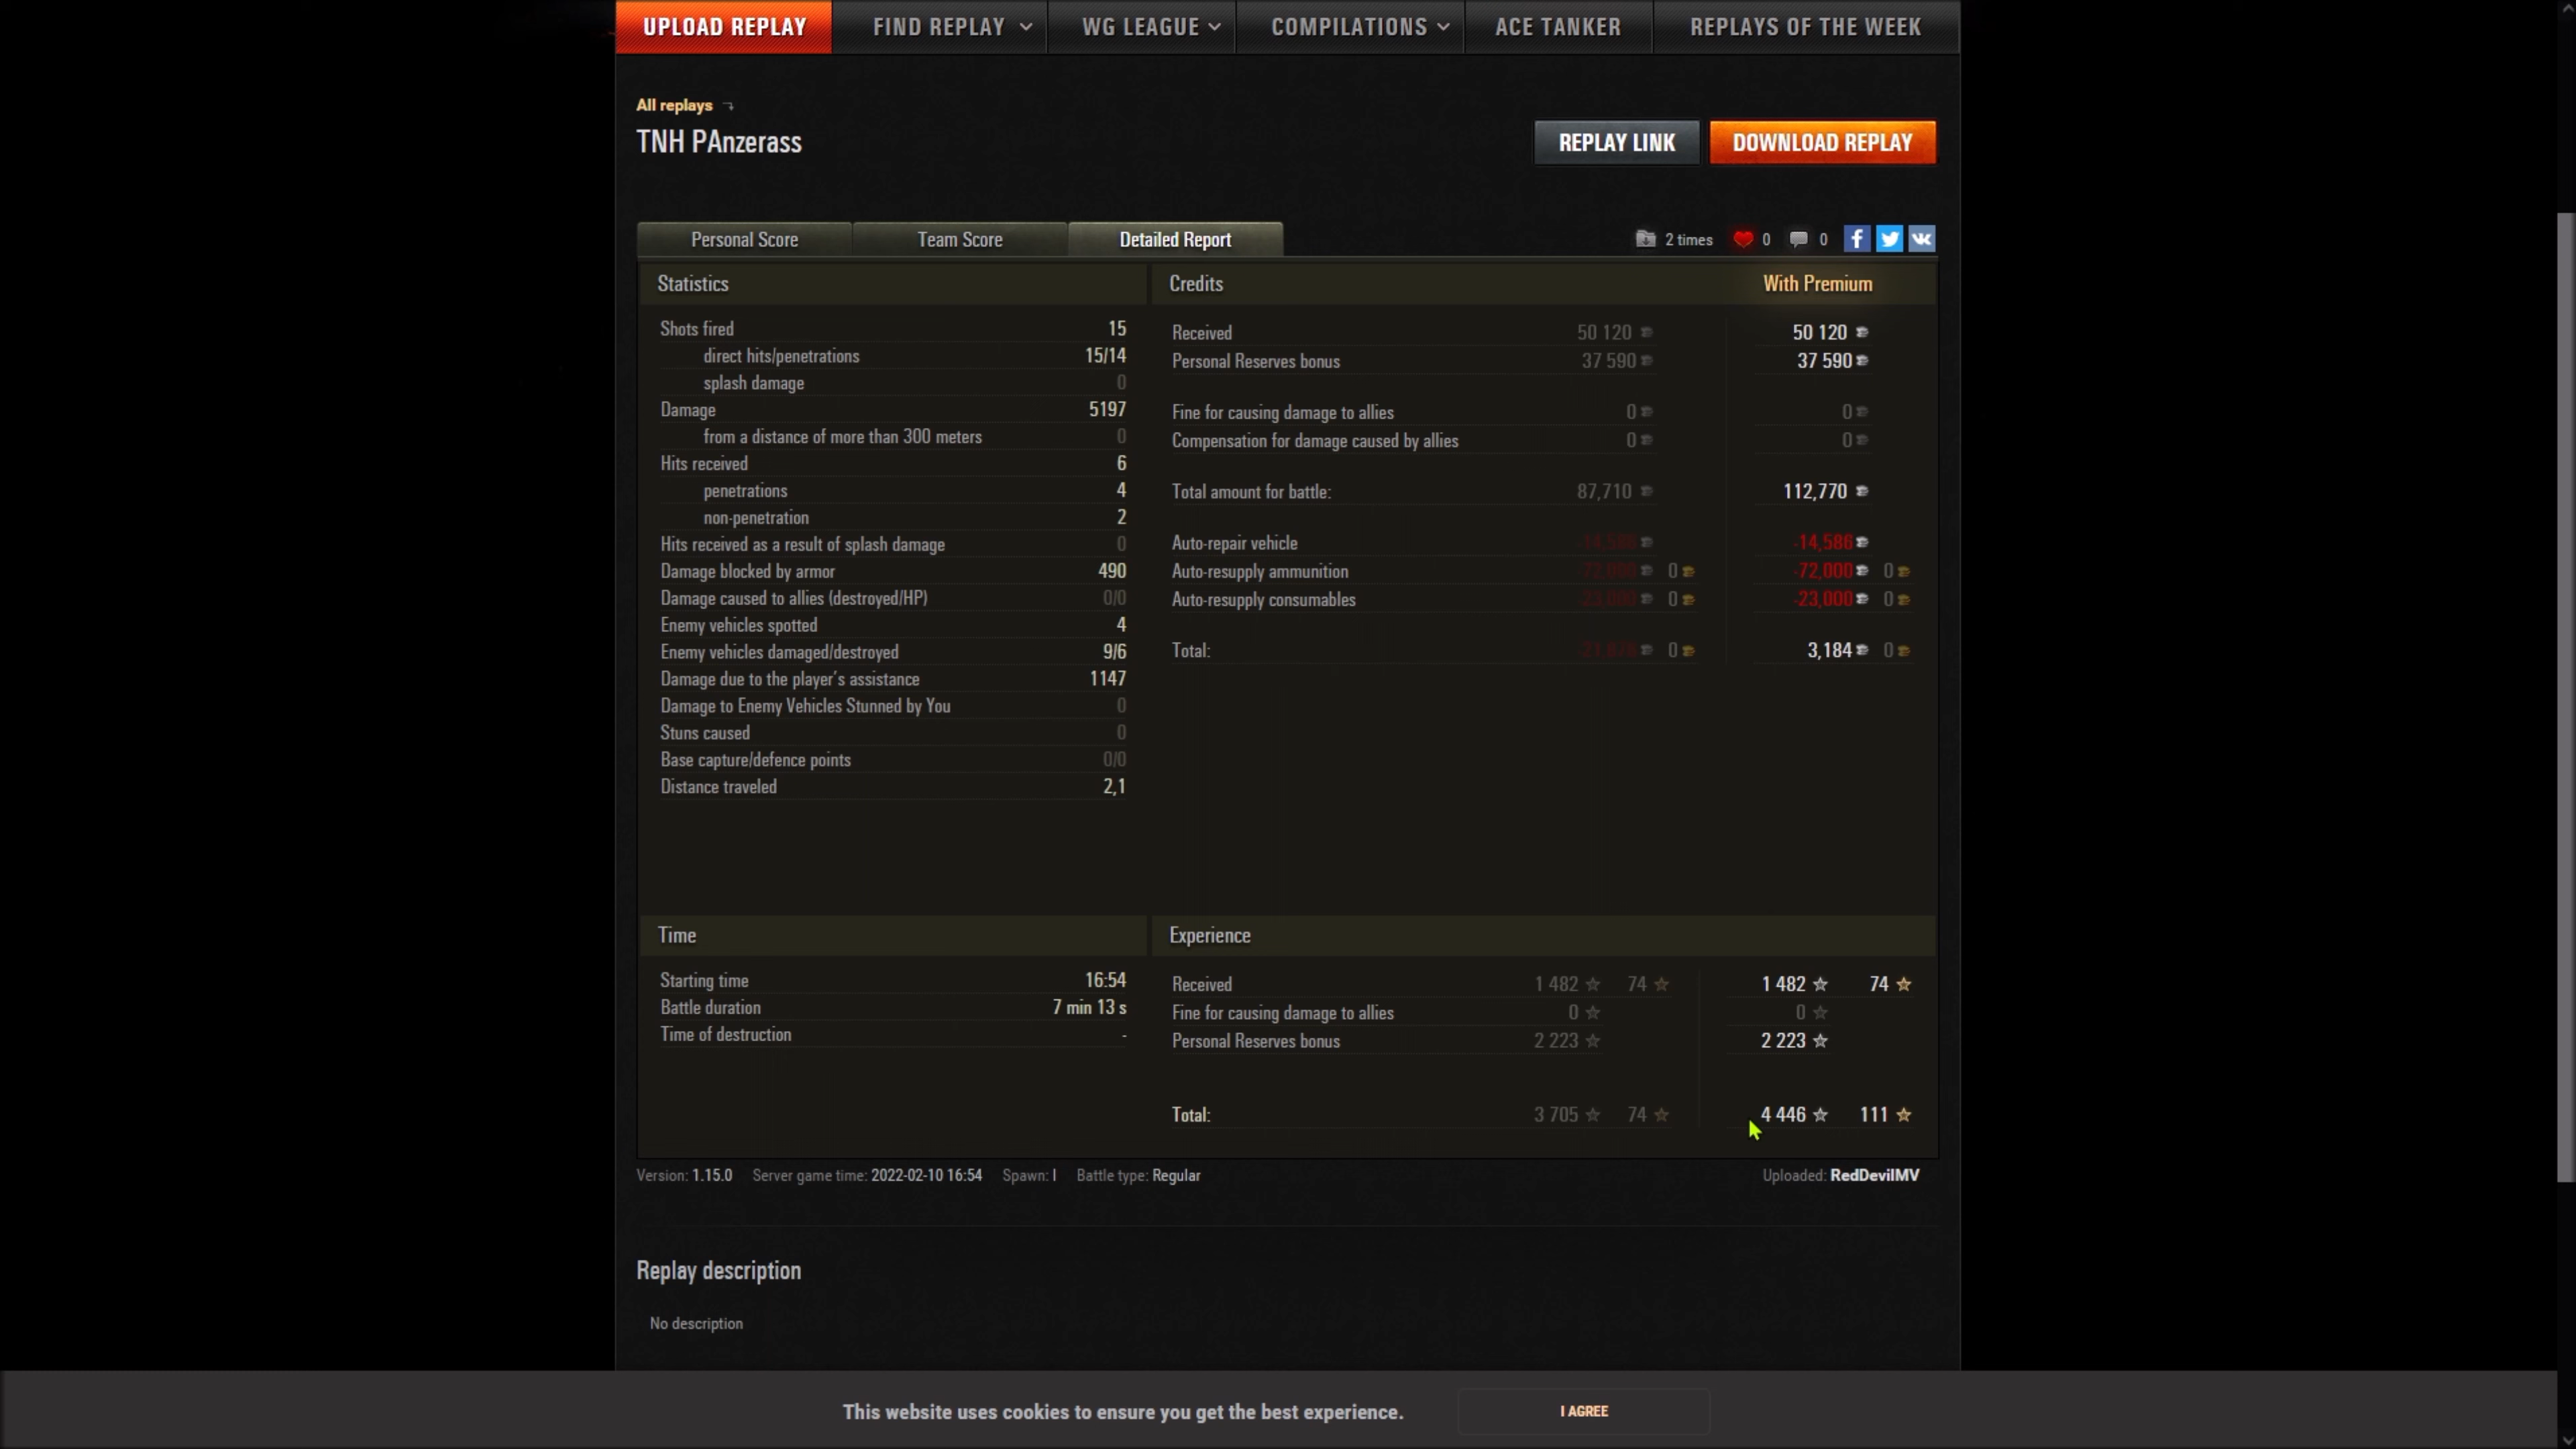 UPLOAD REPLAY FIND REPLAY WG LEAGUE COMPILATIONS ACE TANKER REPLAYS OF THE WEEK
All replays
TNH PAnzerass
REPLAY LINK DOWNLOAD REPLAY
Personal Score Team Score Detailed Report 2 times 0 0
Statistics
Shots fired 15
direct hits/penetrations 15/14
splash damage 0
Damage 5197
from a distance of more than 300 meters 0
Hits received 6
penetrations 4
non-penetration 2
Hits received as a result of splash damage 0
Damage blocked by armor 490
Damage caused to allies (destroyed/HP) 0/0
Enemy vehicles spotted 4
Enemy vehicles damaged/destroyed 9/6
Damage due to the player's assistance 1147
Damage to Enemy Vehicles Stunned by You 0
Stuns caused 0
Base capture/defence points 0/0
Distance traveled 2,1
Credits With Premium
Received 50 120 50 120
Personal Reserves bonus 37 590 37 590
Fine for causing damage to allies 0 0
Compensation for damage caused by allies 0 0
Total amount for battle: 87,710 112,770
Auto-repair vehicle -14,586 -14,586
Auto-resupply ammunition -72,000 0 -72,000 0
Auto-resupply consumables -23,000 0 -23,000 0
Total: -21,876 0 3,184 0
Time
Starting time 16:54
Battle duration 7 min 13 s
Time of destruction -
Experience
Received 1 482 74 1 482 74
Fine for causing damage to allies 0 0
Personal Reserves bonus 2 223 2 223
Total: 3 705 74 4 446 111
Version: 1.15.0 Server game time: 2022-02-10 16:54 Spawn: I Battle type: Regular Uploaded: RedDevilMV
Replay description
No description
This website uses cookies to ensure you get the best experience. I AGREE